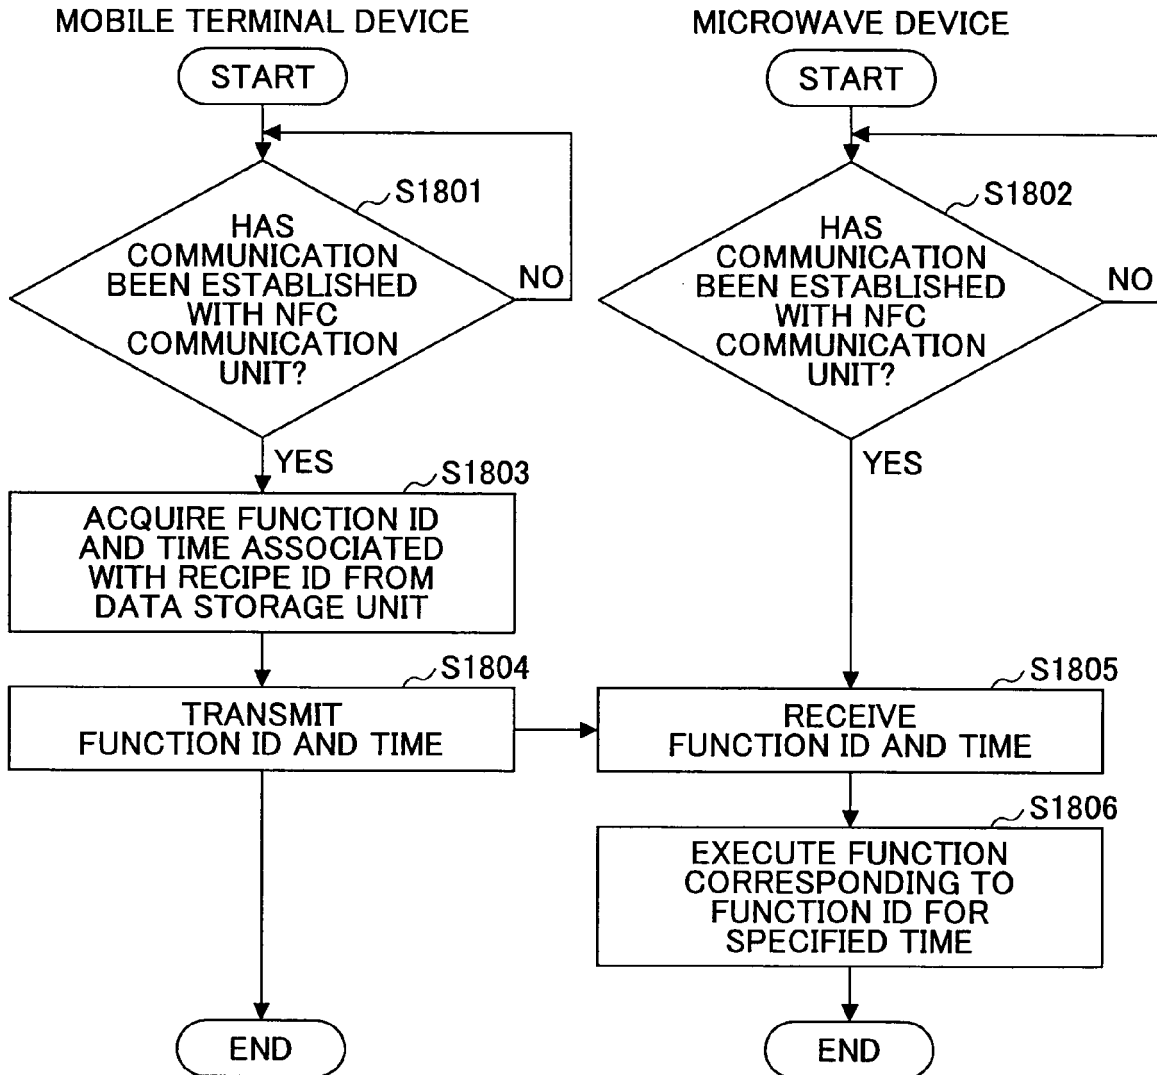 MOBILE TERMINAL DEVICE
START
S1801
HAS
COMMUNICATION
BEEN ESTABLISHED
WITH NFC
COMMUNICATION
UNIT?
NO
YES
S1803
ACQUIRE FUNCTION ID
AND TIME ASSOCIATED
WITH RECIPE ID FROM
DATA STORAGE UNIT
S1804
TRANSMIT
FUNCTION ID AND TIME
END
MICROWAVE DEVICE
START
S1802
HAS
COMMUNICATION
BEEN ESTABLISHED
WITH NFC
COMMUNICATION
UNIT?
NO
YES
S1805
RECEIVE
FUNCTION ID AND TIME
S1806
EXECUTE FUNCTION
CORRESPONDING TO
FUNCTION ID FOR
SPECIFIED TIME
END